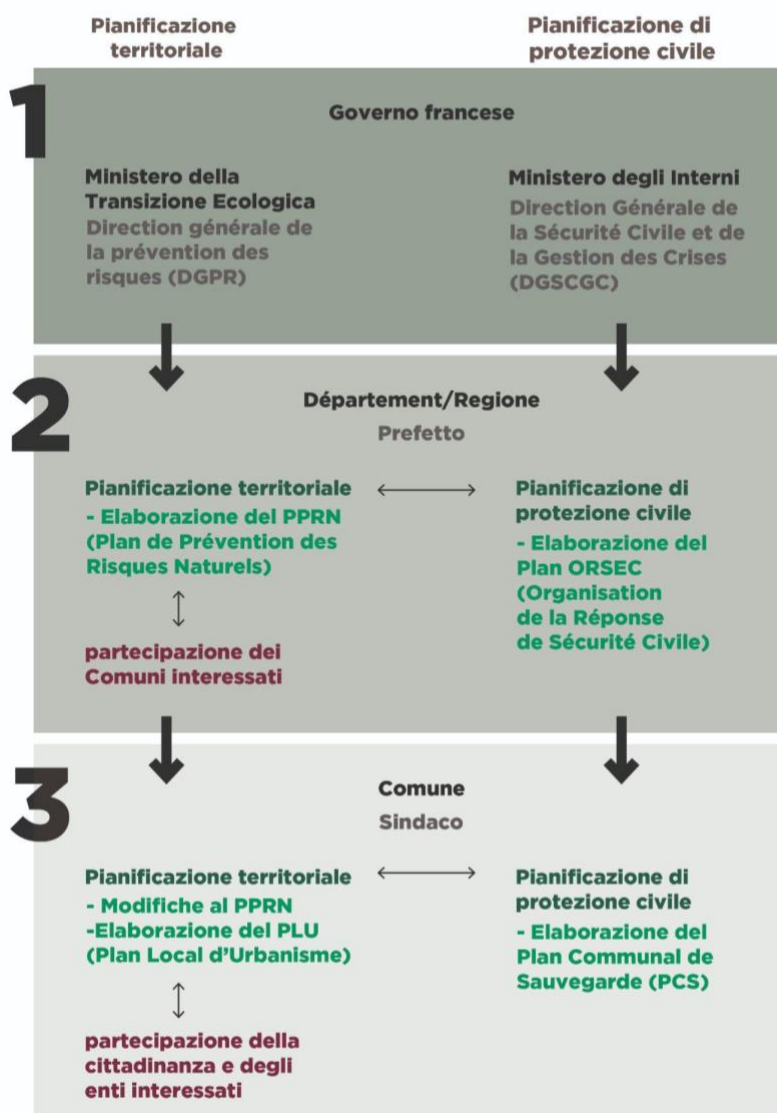 Pianificazione
territoriale
Pianificazione di
protezione civile
1
Governo francese
Ministero della
Transizione Ecologica
Direction générale de
la prévention des
risques (DGPR)
Ministero degli Interni
Direction Générale de
la Sécurité Civile et de
la Gestion des Crises
(DGSCGC)
2
Département/Regione
Prefetto
Pianificazione territoriale
- Elaborazione del PPRN
(Plan de Prévention des
Risques Naturels)
partecipazione dei
Comuni interessati
Pianificazione di
protezione civile
- Elaborazione del
Plan ORSEC
(Organisation
de la Réponse
de Sécurité Civile)
3
Comune
Sindaco
Pianificazione territoriale
- Modifiche al PPRN
-Elaborazione del PLU
(Plan Local d'Urbanisme)
partecipazione della
cittadinanza e degli
enti interessati
Pianificazione di
protezione civile
- Elaborazione del
Plan Communal de
Sauvegarde (PCS)